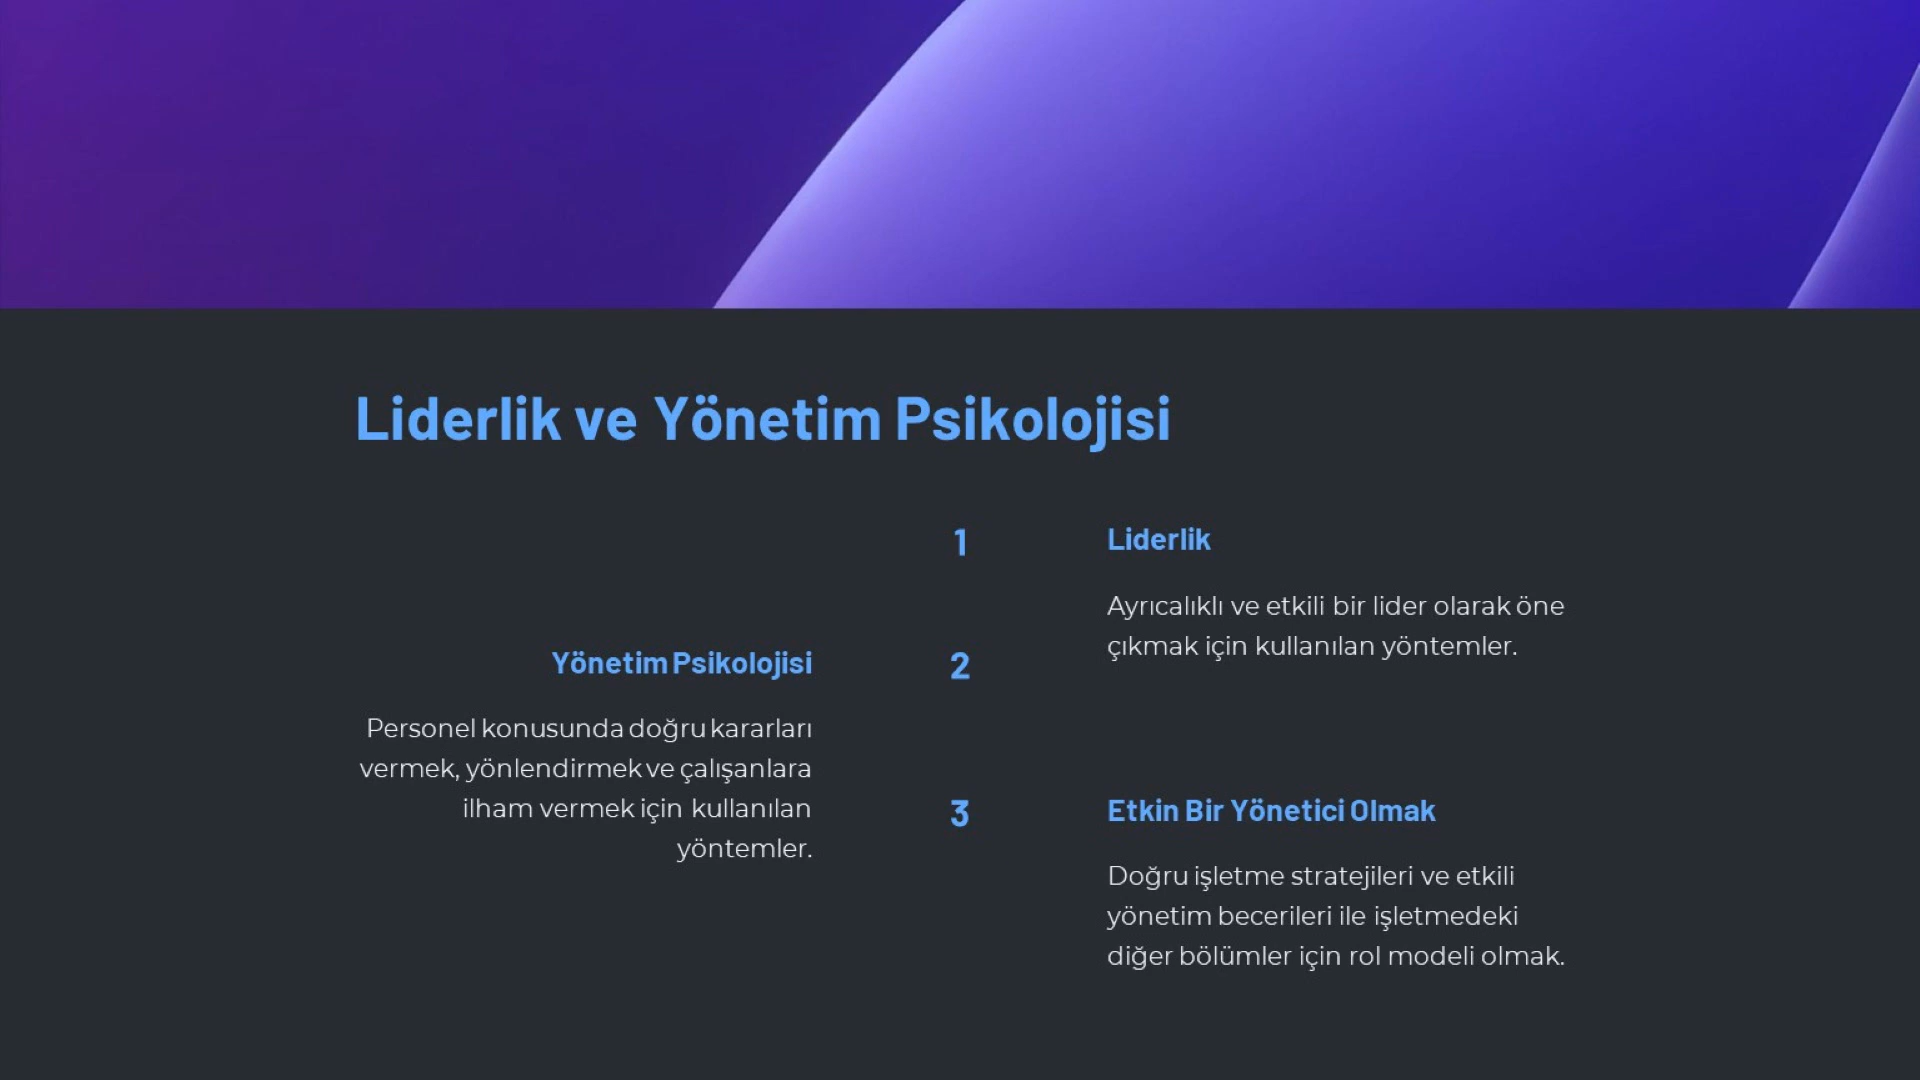 Liderlik ve Yönetim Psikolojisi
1
Liderlik
Ayrıcalıklı ve etkili bir lider olarak öne
çıkmak için kullanılan yöntemler.
2
Yönetim Psikolojisi
Personel konusunda doğru kararları
vermek, yönlendirmek ve çalışanlara
ilham vermek için kullanılan
yöntemler.
3
Etkin Bir Yönetici Olmak
Doğru işletme stratejileri ve etkili
yönetim becerileri ile işletmedeki
diğer bölümler için rol modeli olmak.